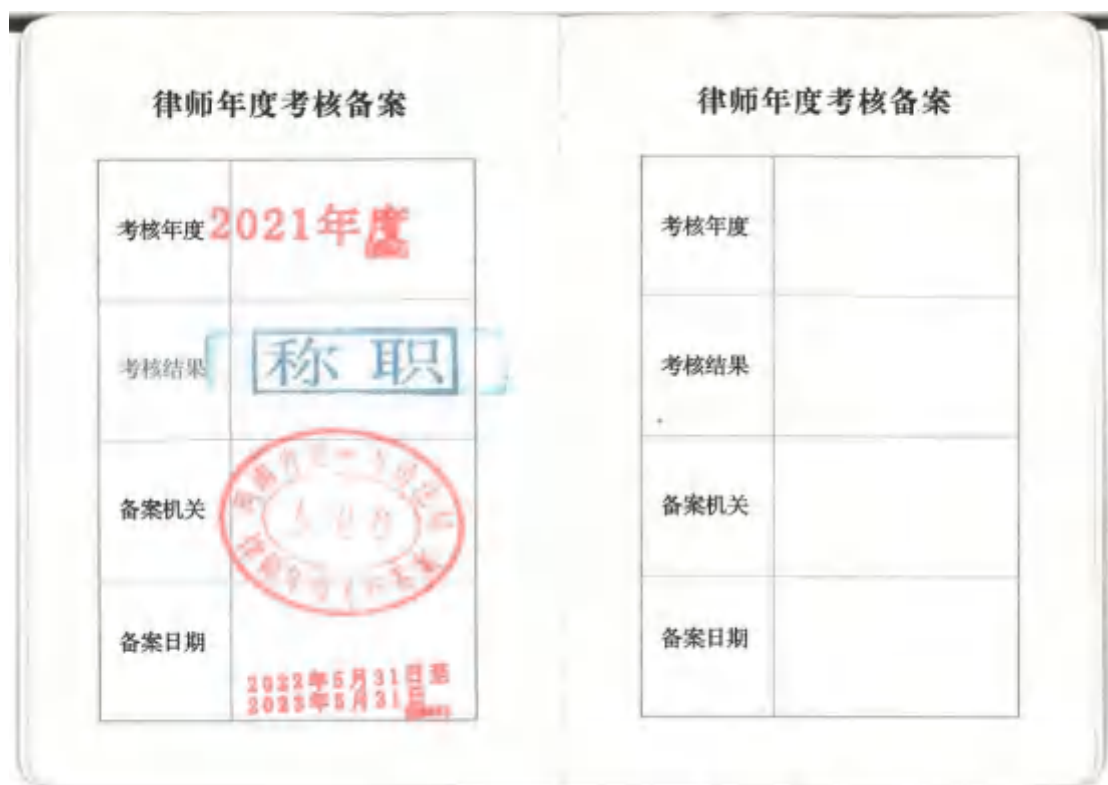 律师年度考核备案
考核年度 2021年度
考核结果 称职
备案机关
备案日期 2022年5月31日至
2023年5月31日
律师年度考核备案
考核年度
考核结果
备案机关
备案日期